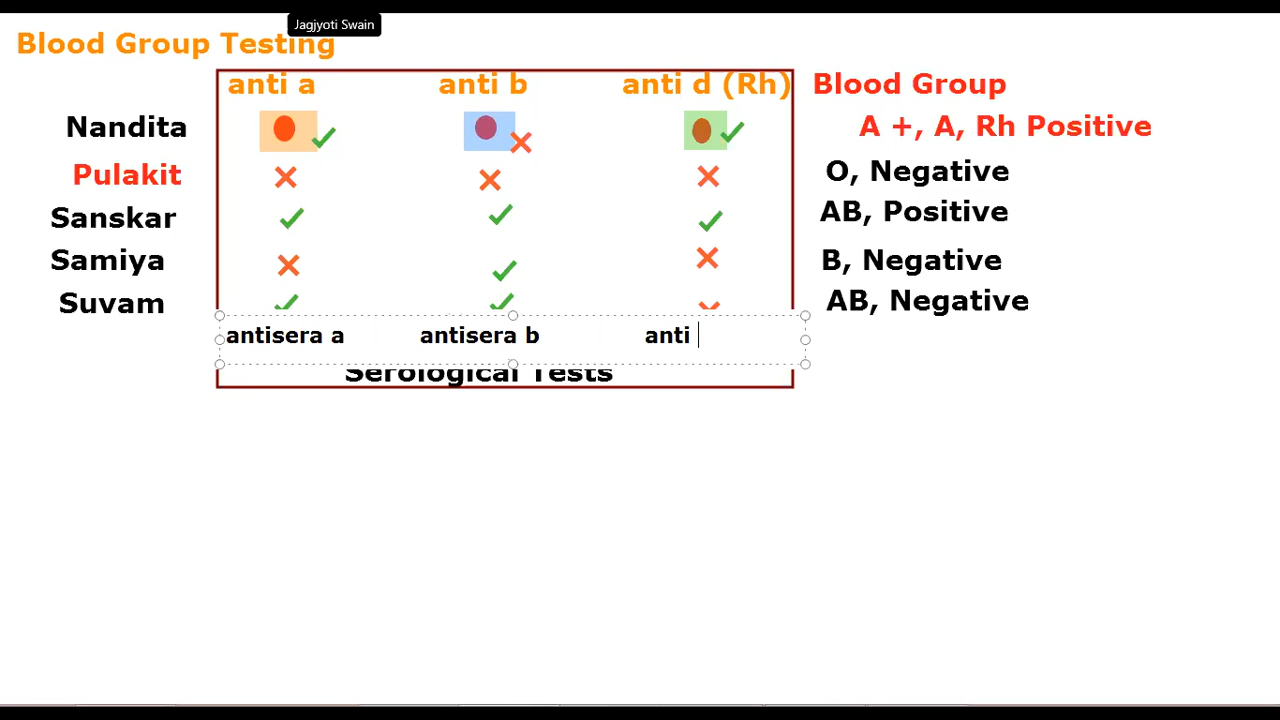 Jagjyoti Swain
Blood Group Testing
anti a anti b anti d (Rh) Blood Group
Nandita A +, A, Rh Positive
Pulakit O, Negative
Sanskar AB, Positive
Samiya B, Negative
Suvam AB, Negative
antisera a antisera b anti
Serological Tests